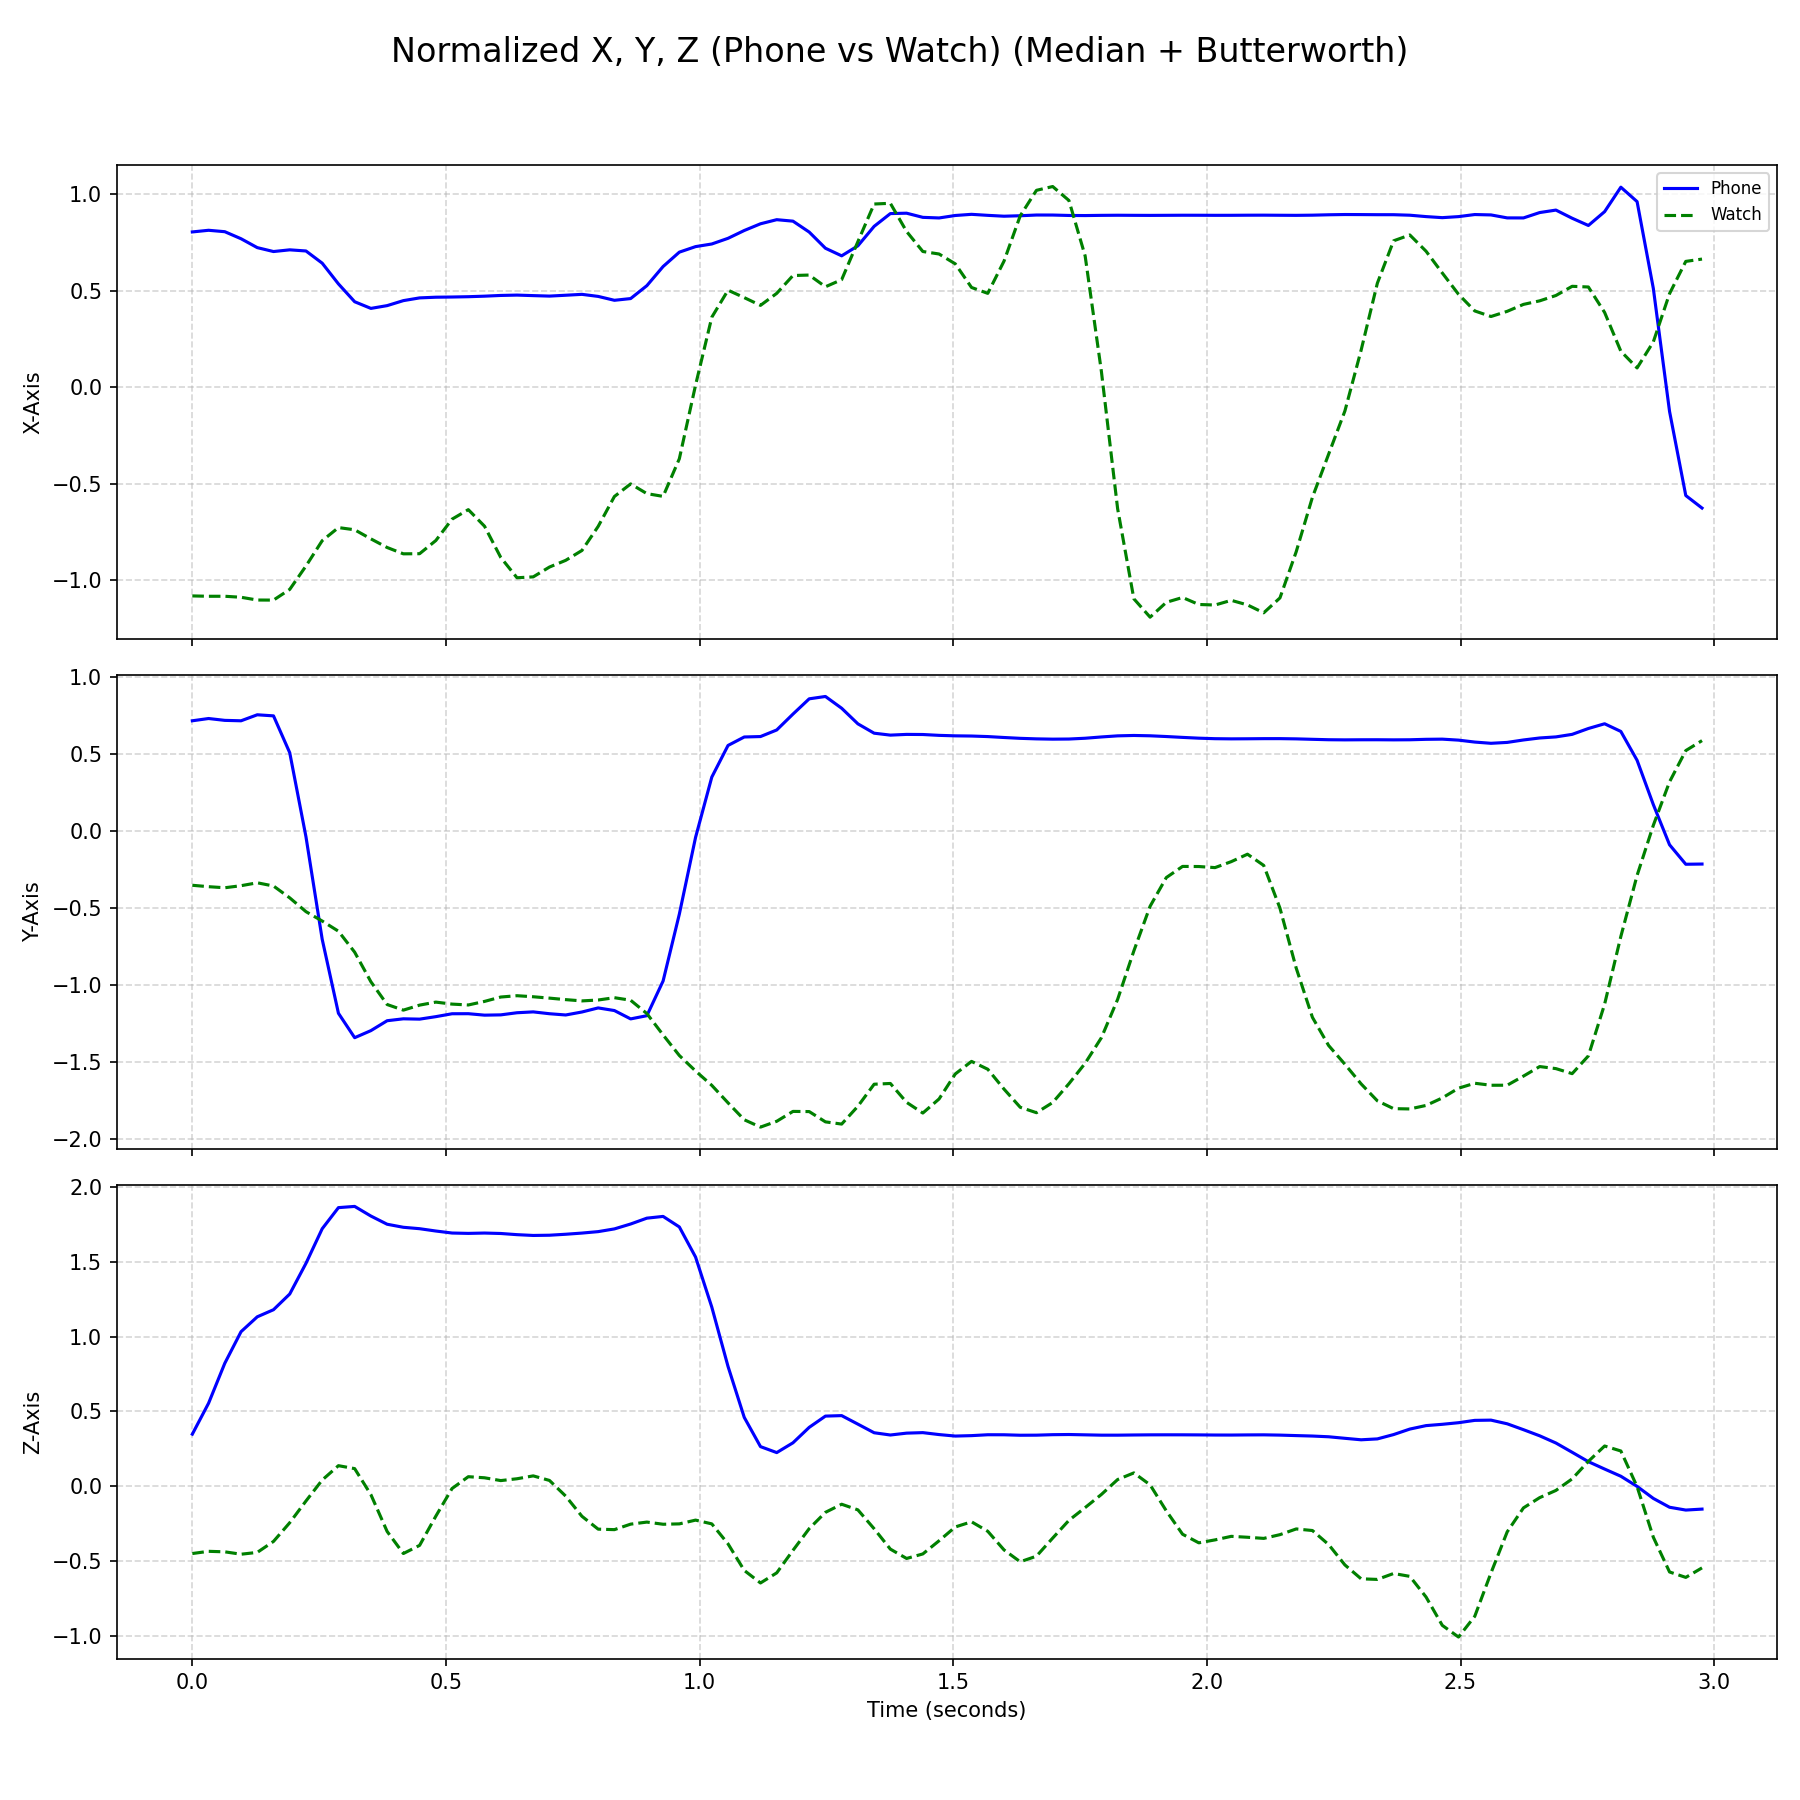 Normalized X, Y, Z (Phone vs Watch) (Median + Butterworth)
Phone
Watch
1.0
0.5
0.0
−0.5
−1.0
X-Axis
1.0
0.5
0.0
−0.5
−1.0
−1.5
−2.0
Y-Axis
2.0
1.5
1.0
0.5
0.0
−0.5
−1.0
Z-Axis
0.0 0.5 1.0 1.5 2.0 2.5 3.0
Time (seconds)